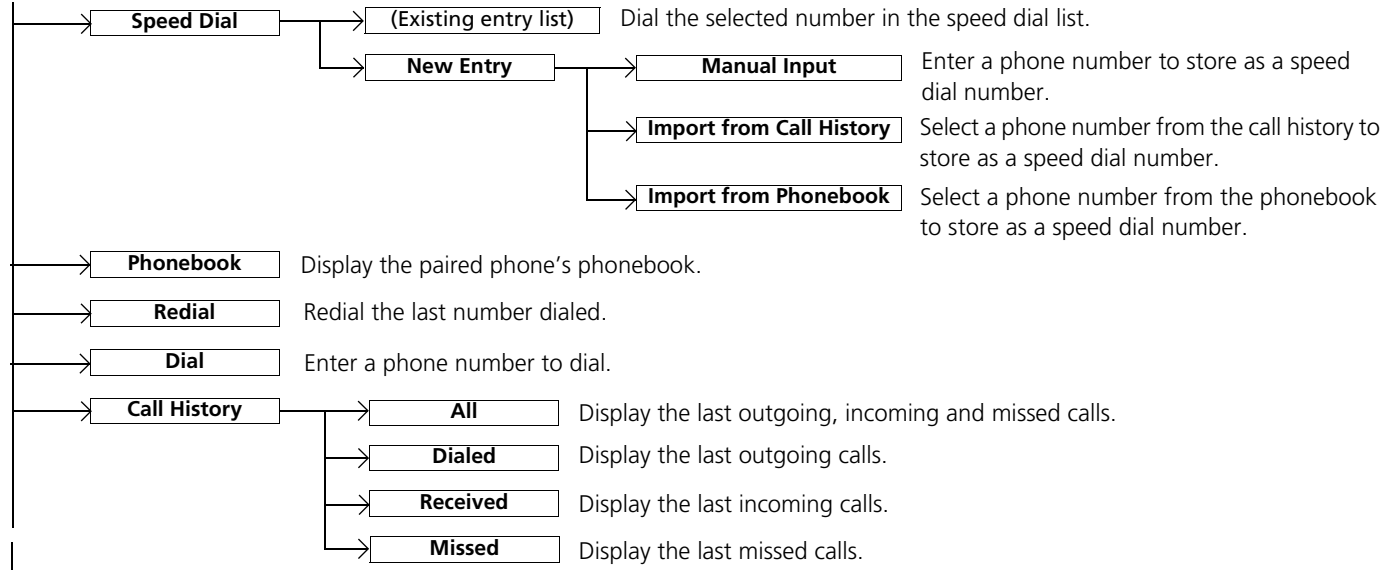 Speed Dial
(Existing entry list)
Dial the selected number in the speed dial list.
New Entry
Manual Input
Enter a phone number to store as a speed
dial number.
Import from Call History
Select a phone number from the call history to
store as a speed dial number.
Import from Phonebook
Select a phone number from the phonebook
to store as a speed dial number.
Phonebook
Display the paired phone’s phonebook.
Redial
Redial the last number dialed.
Dial
Enter a phone number to dial.
Call History
All
Display the last outgoing, incoming and missed calls.
Dialed
Display the last outgoing calls.
Received
Display the last incoming calls.
Missed
Display the last missed calls.